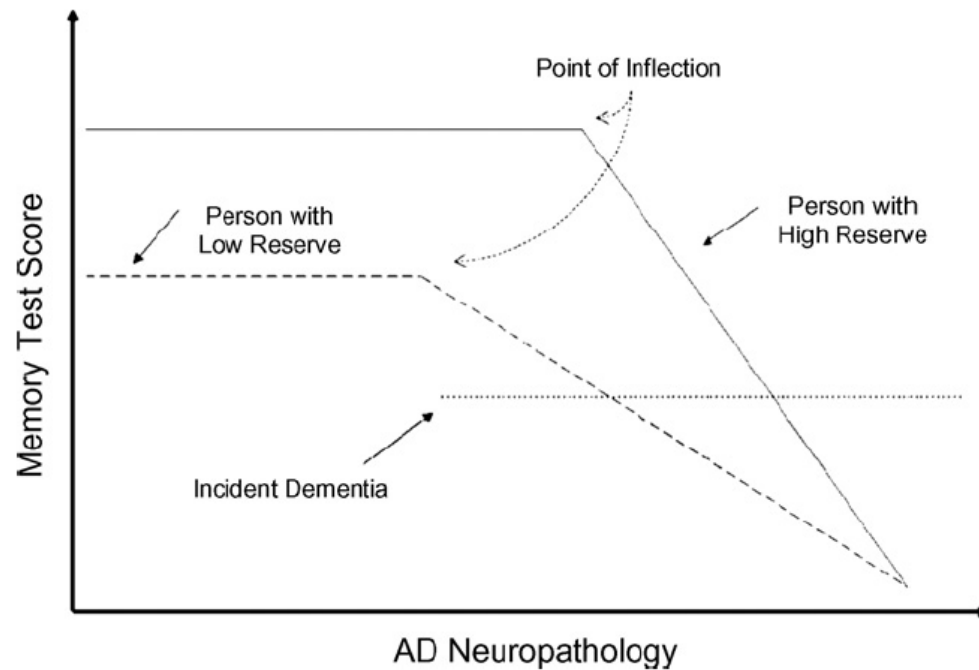 Point of Inflection
Person with
Low Reserve
Person with
High Reserve
Incident Dementia
Memory Test Score
AD Neuropathology